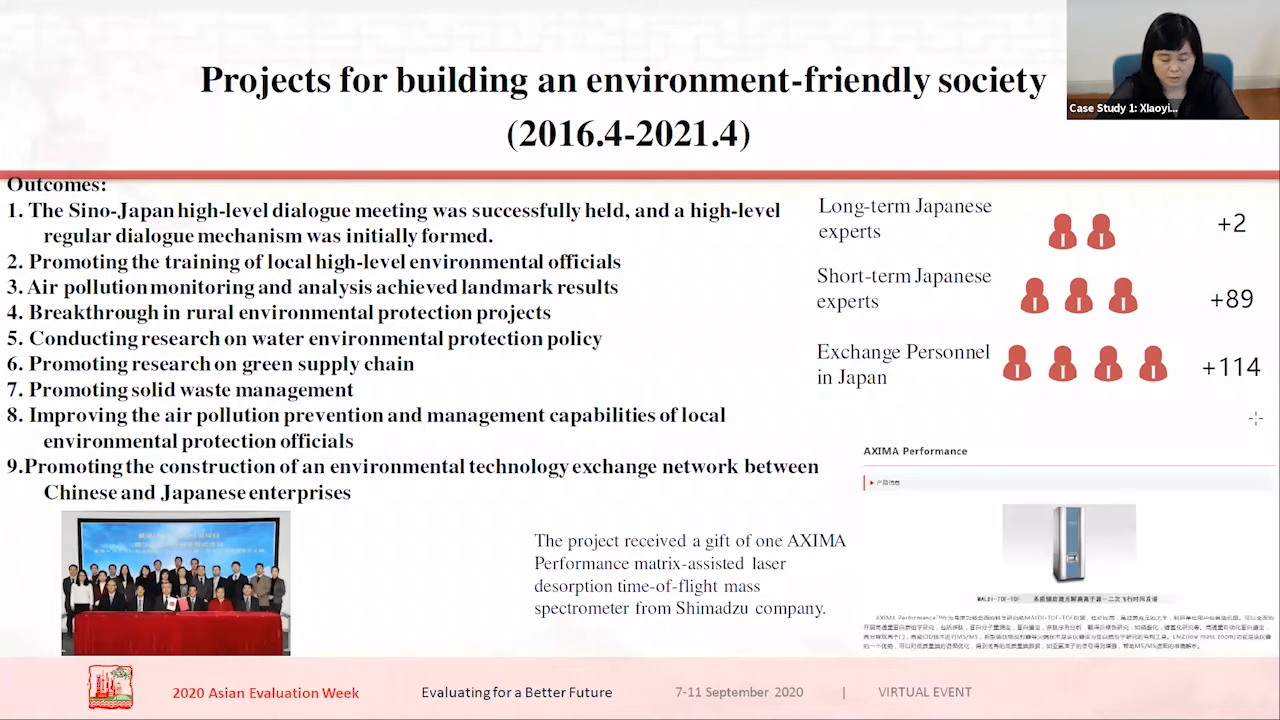 Projects for building an environment-friendly society
(2016.4-2021.4)
Case Study 1: Xiaoyi...
Outcomes:
1. The Sino-Japan high-level dialogue meeting was successfully held, and a high-level
regular dialogue mechanism was initially formed.
2. Promoting the training of local high-level environmental officials
3. Air pollution monitoring and analysis achieved landmark results
4. Breakthrough in rural environmental protection projects
5. Conducting research on water environmental protection policy
6. Promoting research on green supply chain
7. Promoting solid waste management
8. Improving the air pollution prevention and management capabilities of local
environmental protection officials
9.Promoting the construction of an environmental technology exchange network between
Chinese and Japanese enterprises
Long-term Japanese
experts
+2
Short-term Japanese
experts
+89
Exchange Personnel
in Japan
+114
AXIMA Performance
产品信息
MALDI-TOF-TOF
The project received a gift of one AXIMA
Performance matrix-assisted laser
desorption time-of-flight mass
spectrometer from Shimadzu company.
2020 Asian Evaluation Week
Evaluating for a Better Future
7-11 September 2020 | VIRTUAL EVENT